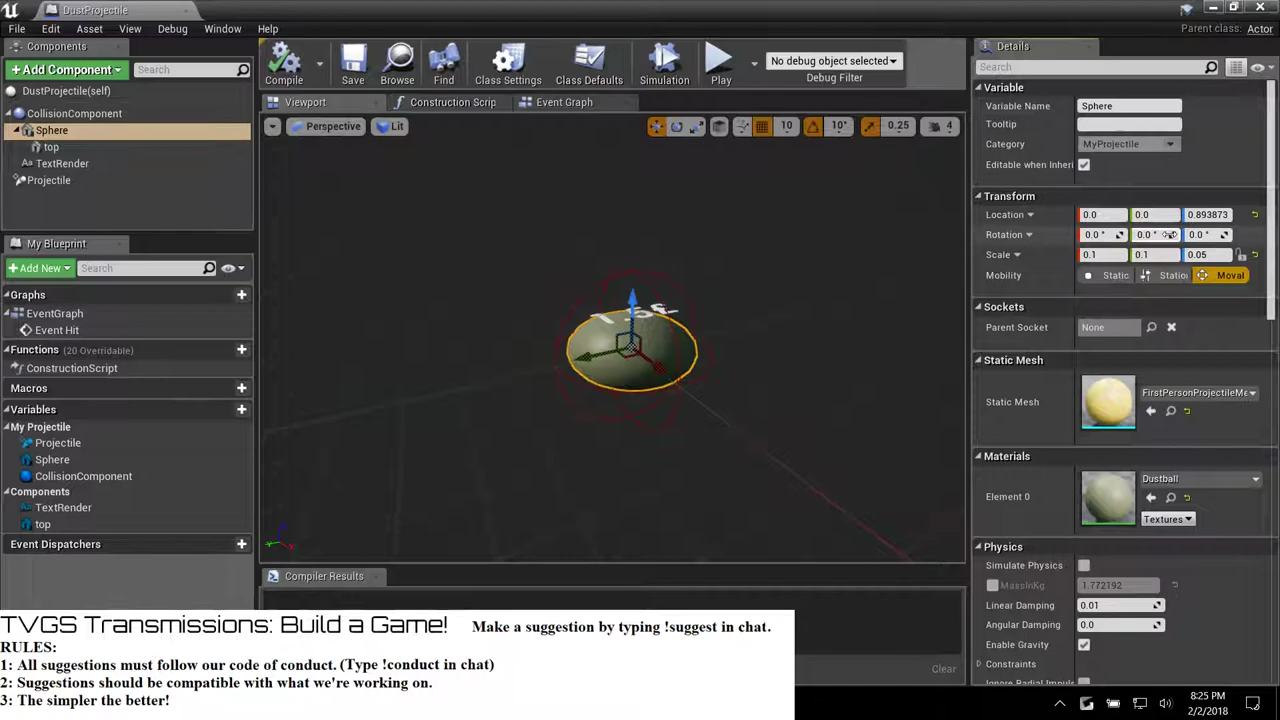 DustProjectile
File Edit Asset View Debug Window Help
Parent class: Actor
Components
Add Component
Search
DustProjectile(self)
CollisionComponent
Sphere
top
TextRender
Projectile
My Blueprint
Add New
Search
Graphs
EventGraph
Event Hit
Functions (20 Overridable)
ConstructionScript
Macros
Variables
My Projectile
Projectile
Sphere
CollisionComponent
Components
TextRender
top
Event Dispatchers
Compile
Save
Browse
Find
Class Settings
Class Defaults
Simulation
Play
No debug object selected
Debug Filter
Viewport
Construction Scrip
Event Graph
Perspective
Lit
10
10°
0.25
4
Compiler Results
Clear
Details
Search
Variable
Variable Name Sphere
Tooltip
Category MyProjectile
Editable when Inheri
Transform
Location 0.0 0.0 0.893873
Rotation 0.0 ° 0.0 ° 0.0 °
Scale 0.1 0.1 0.05
Mobility Static Station Moval
Sockets
Parent Socket None
Static Mesh
Static Mesh FirstPersonProjectileMe
Materials
Element 0 Dustball
Textures
Physics
Simulate Physics
MassInKg 1.772192
Linear Damping 0.01
Angular Damping 0.0
Enable Gravity
Constraints
Ignore Radial Impuls
TVGS Transmissions: Build a Game! Make a suggestion by typing !suggest in chat.
RULES:
1: All suggestions must follow our code of conduct. (Type !conduct in chat)
2: Suggestions should be compatible with what we're working on.
3: The simpler the better!
8:25 PM
2/2/2018